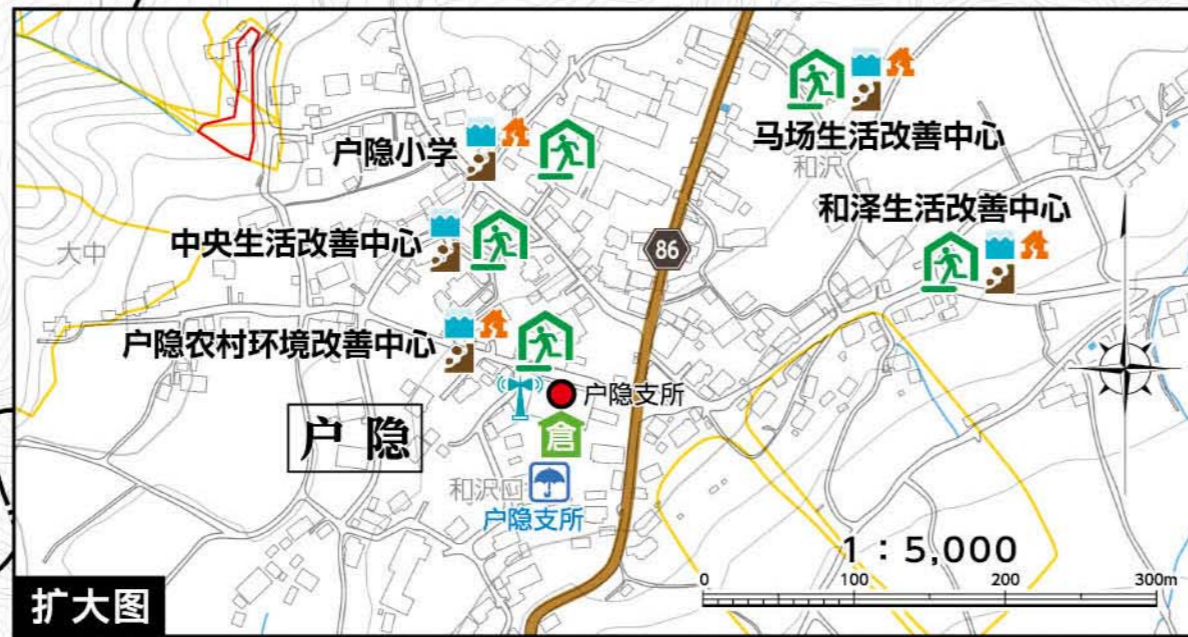 户隐小学
马场生活改善中心
和沢
中央生活改善中心
大中
86
和泽生活改善中心
户隐农村环境改善中心
户隐支所
倉
户隐
户隐支所
1：5,000
0 100 200 300m
扩大图